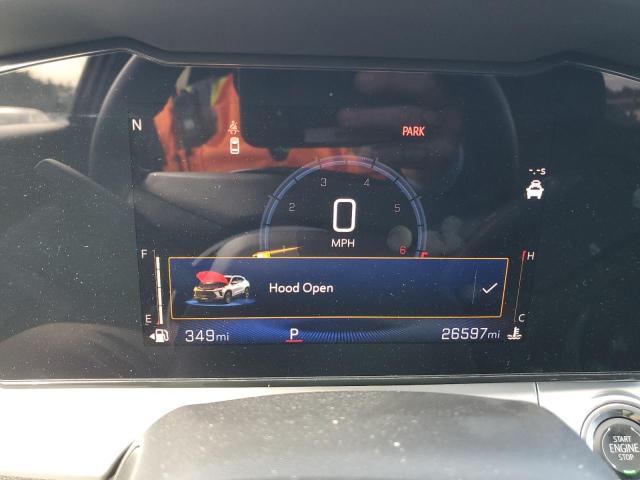 N
PARK
-.-s
3 4
2 5
0
MPH
6
F H
Hood Open
E C
349mi P 26597mi
START
ENGINE
STOP